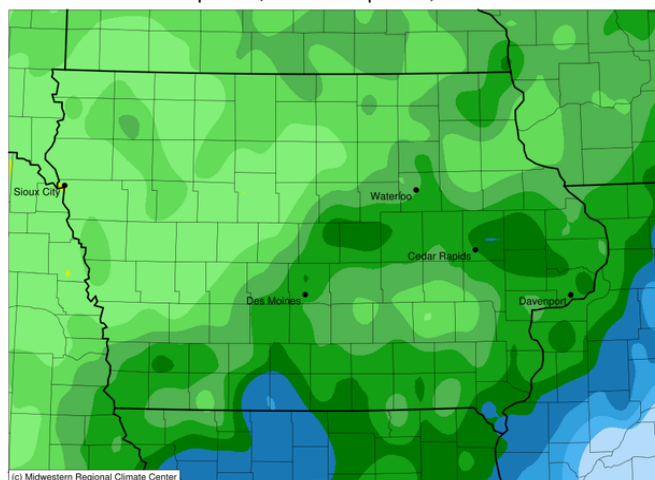 Sioux City
Waterloo
Cedar Rapids
Des Moines
Davenport
(c) Midwestern Regional Climate Center